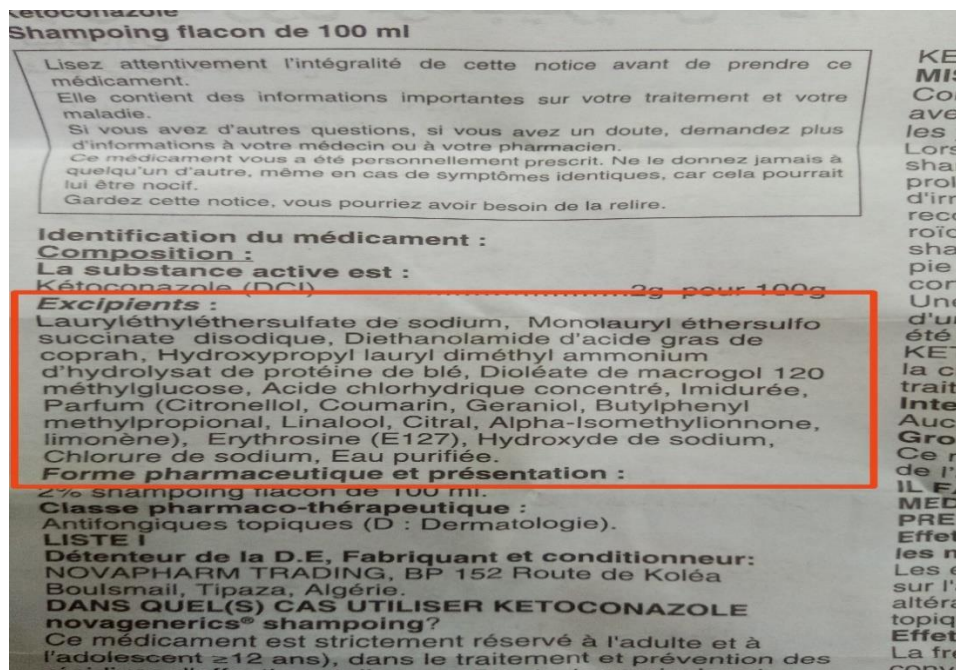 Kétoconazole
Shampoing flacon de 100 ml
Lisez attentivement l'intégralité de cette notice avant de prendre ce
médicament.
Elle contient des informations importantes sur votre traitement et votre
maladie.
Si vous avez d'autres questions, si vous avez un doute, demandez plus
d'informations à votre médecin ou à votre pharmacien.
Ce médicament vous a été personnellement prescrit. Ne le donnez jamais à
quelqu'un d'autre, même en cas de symptômes identiques, car cela pourrait
lui être nocif.
Gardez cette notice, vous pourriez avoir besoin de la relire.
Identification du médicament :
Composition :
La substance active est :
Kétoconazole (DCI)..............................2g pour 100g
Excipients :
Lauryléthyléthersulfate de sodium, Monolauryl éthersulfo
succinate disodique, Diethanolamide d'acide gras de
coprah, Hydroxypropyl lauryl diméthyl ammonium
d'hydrolysat de protéine de blé, Dioléate de macrogol 120
méthylglucose, Acide chlorhydrique concentré, Imidurée,
Parfum (Citronellol, Coumarin, Geraniol, Butylphenyl
methylpropional, Linalool, Citral, Alpha-Isomethylionnone,
limonène), Erythrosine (E127), Hydroxyde de sodium,
Chlorure de sodium, Eau purifiée.
Forme pharmaceutique et présentation :
2% shampoing flacon de 100 ml.
Classe pharmaco-thérapeutique :
Antifongiques topiques (D : Dermatologie).
LISTE I
Détenteur de la D.E, Fabriquant et conditionneur:
NOVAPHARM TRADING, BP 152 Route de Koléa
Bousmail, Tipaza, Algérie.
DANS QUEL(S) CAS UTILISER KETOCONAZOLE
novagenerics® shampoing?
Ce médicament est strictement réservé à l'adulte et à
l'adolescent ≥12 ans), dans le traitement et prévention des
KE
MIS
Co
ave
les
Lors
sha
prol
d'irr
reco
roïc
sha
pie
con
Une
d'u
été
KET
la c
trait
Inte
Auc
Gro
Ce r
de l'
IL FA
MED
PRE
Effet
les m
Les e
sur l'
altéra
topiq
Effet
La fré